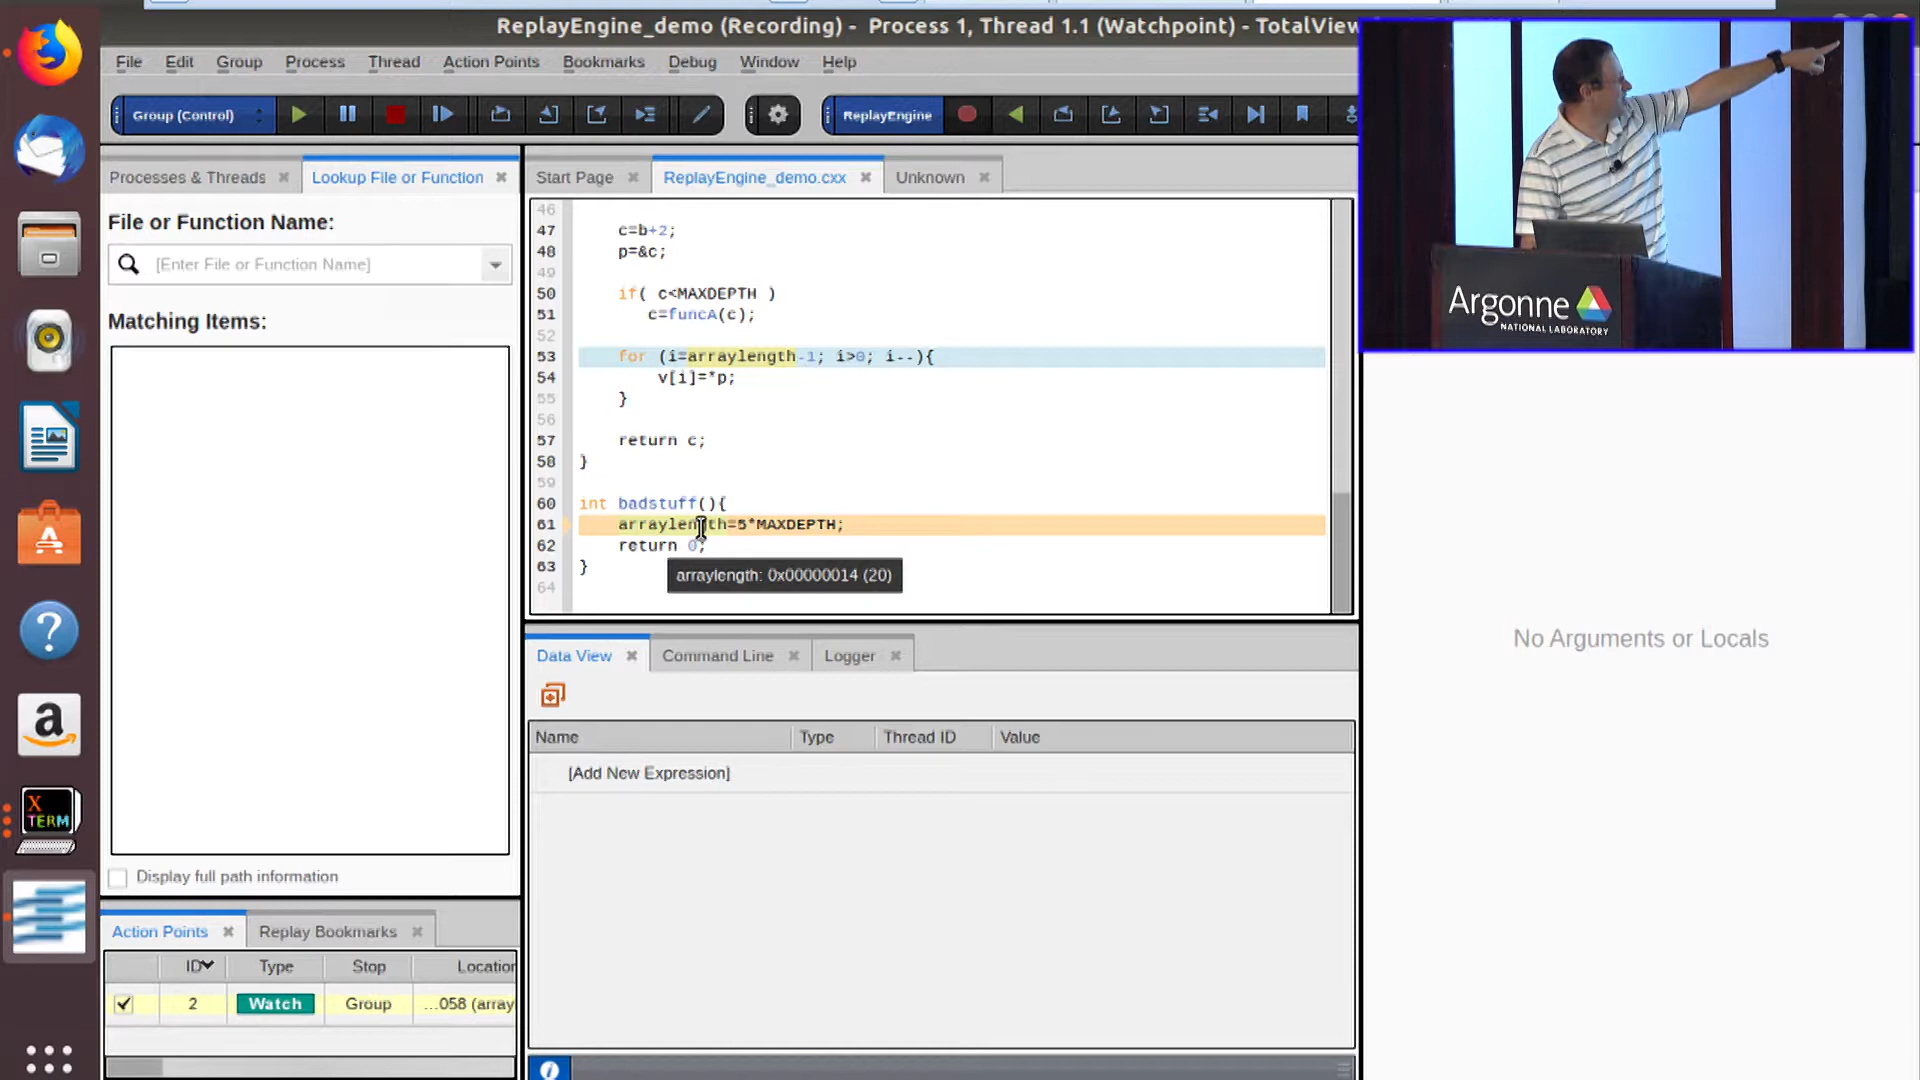 ReplayEngine_demo (Recording) - Process 1, Thread 1.1 (Watchpoint) - TotalView
File Edit Group Process Thread Action Points Bookmarks Debug Window Help
Group (Control)
ReplayEngine
Processes & Threads
Lookup File or Function
Start Page
ReplayEngine_demo.cxx
Unknown
File or Function Name:
[Enter File or Function Name]
Matching Items:
Display full path information
46
47 c=b+2;
48 p=&c;
49
50 if( c<MAXDEPTH )
51 c=funcA(c);
52
53 for (i=arraylength-1; i>0; i--){
54 v[i]=*p;
55 }
56
57 return c;
58 }
59
60 int badstuff(){
61 arraylength=5*MAXDEPTH;
62 return 0;
63 }
64
arraylength: 0x00000014 (20)
Argonne
NATIONAL LABORATORY
No Arguments or Locals
Data View
Command Line
Logger
Name Type Thread ID Value
[Add New Expression]
Action Points
Replay Bookmarks
ID Type Stop Location
2 Watch Group ...058 (array
a
X
TERM